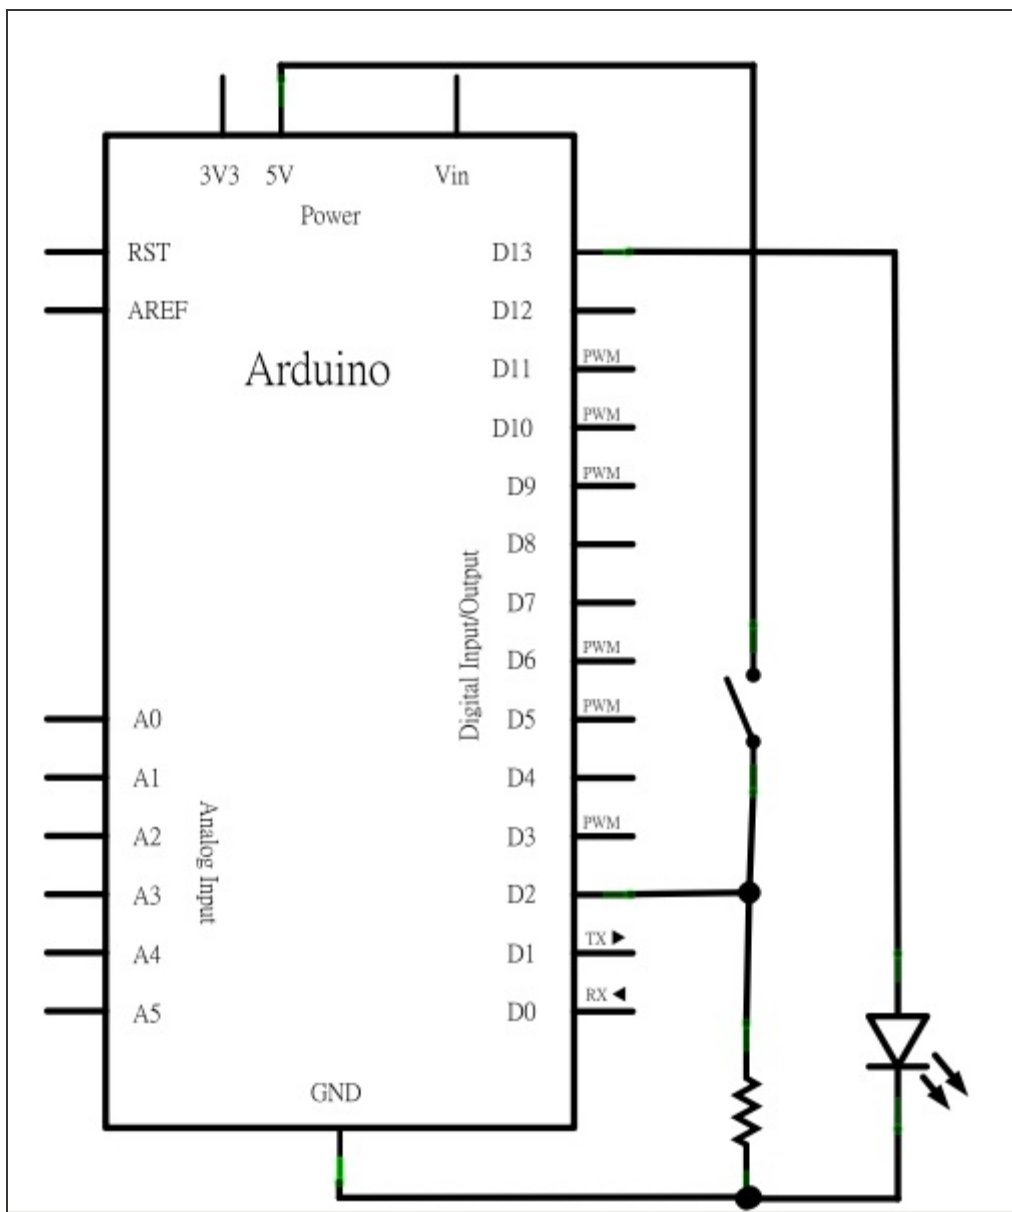 3V3 5V Vin
Power
RST D13
AREF D12
Arduino
PWM
D11
PWM
D10
PWM
D9
D8
Digital Input/Output
D7
PWM
D6
PWM
A0 D5
A1 D4
Analog Input
PWM
A2 D3
A3 D2
TX
A4 D1
RX
A5 D0
GND